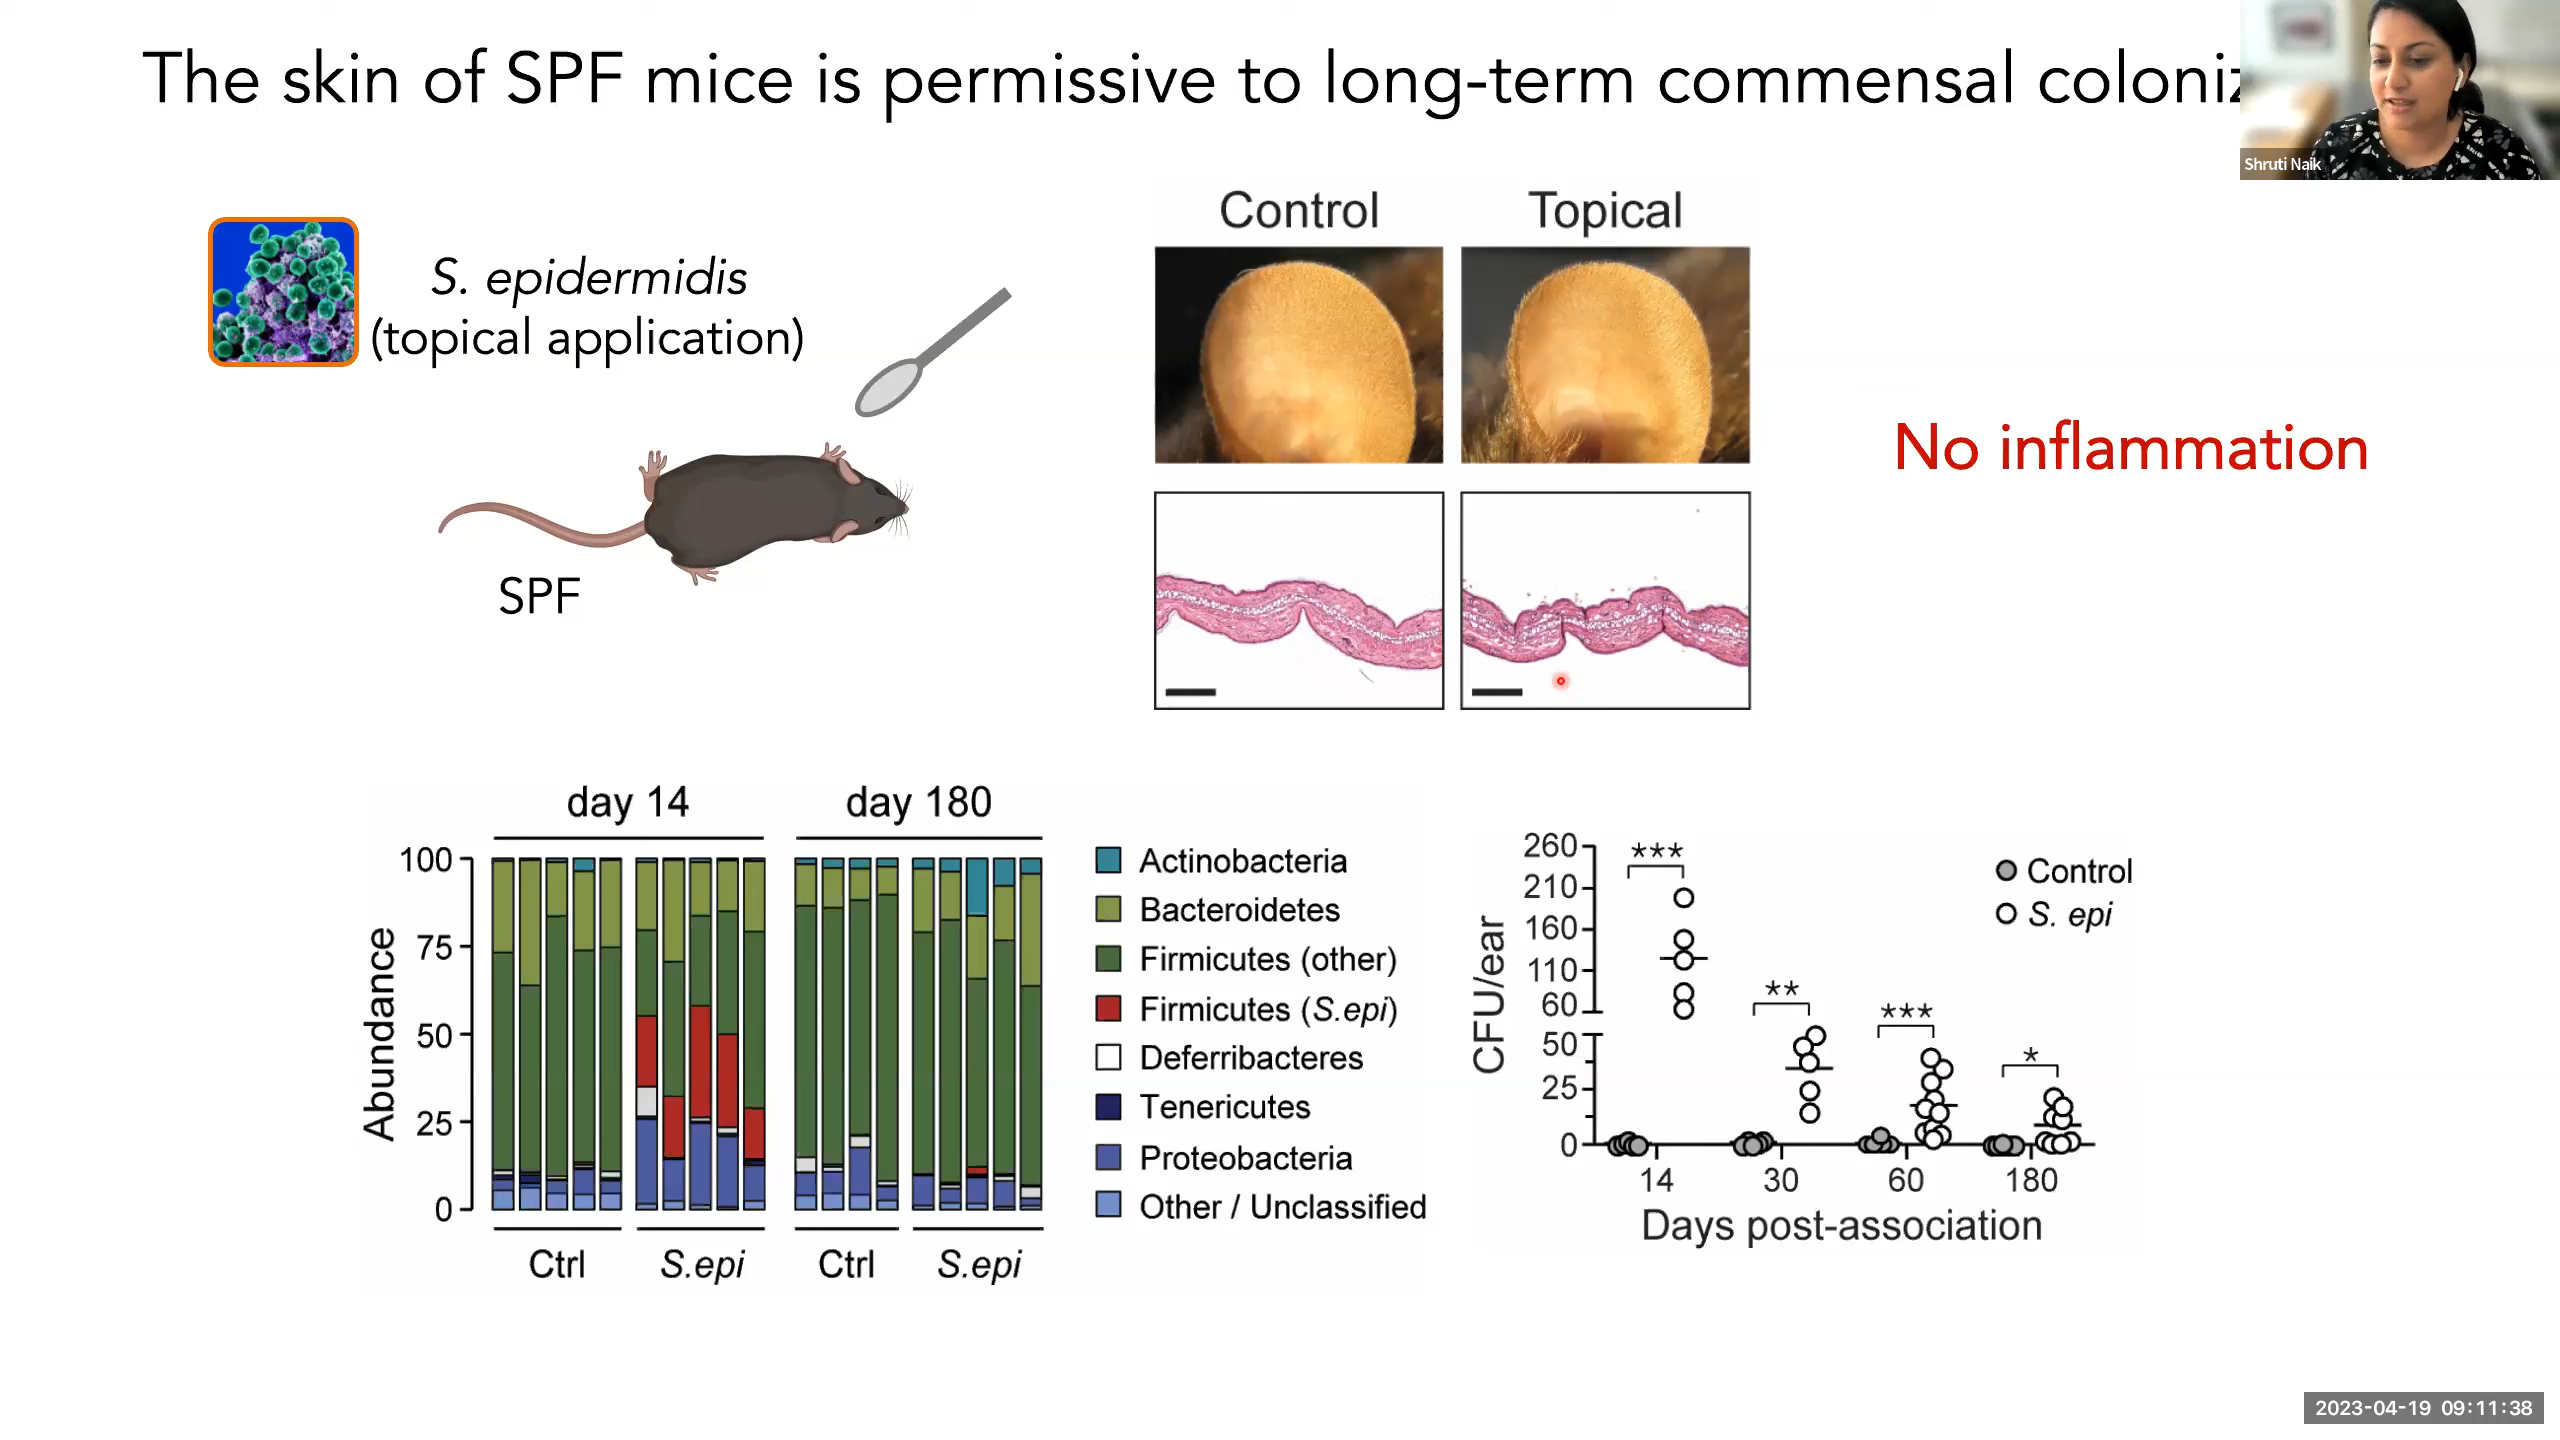 The skin of SPF mice is permissive to long-term commensal coloniz
Shruti Naik
S. epidermidis
(topical application)
SPF
Control
Topical
No inflammation
day 14
day 180
Abundance
100
75
50
25
0
Ctrl
S.epi
Ctrl
S.epi
Actinobacteria
Bacteroidetes
Firmicutes (other)
Firmicutes (S.epi)
Deferribacteres
Tenericutes
Proteobacteria
Other / Unclassified
CFU/ear
260
210
160
110
60
50
25
0
***
**
***
*
Control
S. epi
14
30
60
180
Days post-association
2023-04-19 09:11:38